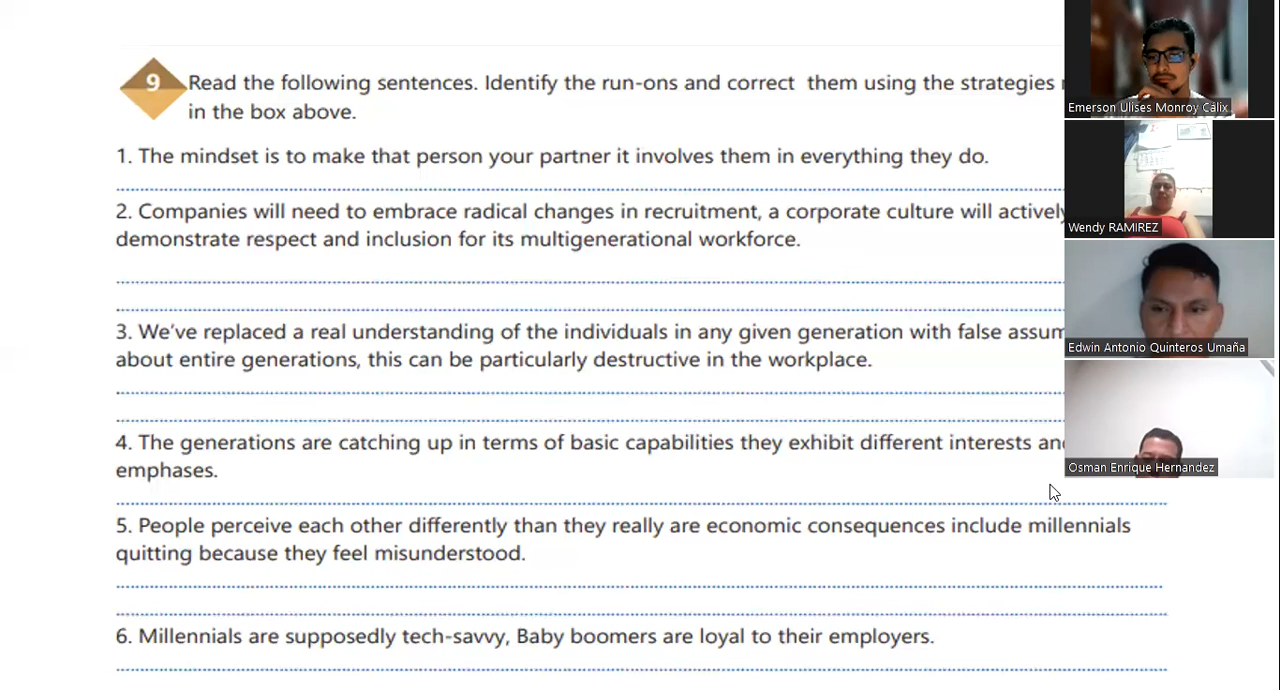 9
Read the following sentences. Identify the run-ons and correct them using the strategies
in the box above.
1. The mindset is to make that person your partner it involves them in everything they do.
2. Companies will need to embrace radical changes in recruitment, a corporate culture will actively
demonstrate respect and inclusion for its multigenerational workforce.
3. We've replaced a real understanding of the individuals in any given generation with false
about entire generations, this can be particularly destructive in the workplace.
4. The generations are catching up in terms of basic capabilities they exhibit different interests
emphases.
5. People perceive each other differently than they really are economic consequences include millennials
quitting because they feel misunderstood.
6. Millennials are supposedly tech-savvy, Baby boomers are loyal to their employers.
Emerson Ulises Monroy Cálix
Wendy RAMIREZ
Edwin Antonio Quinteros Umaña
Osman Enrique Hernandez